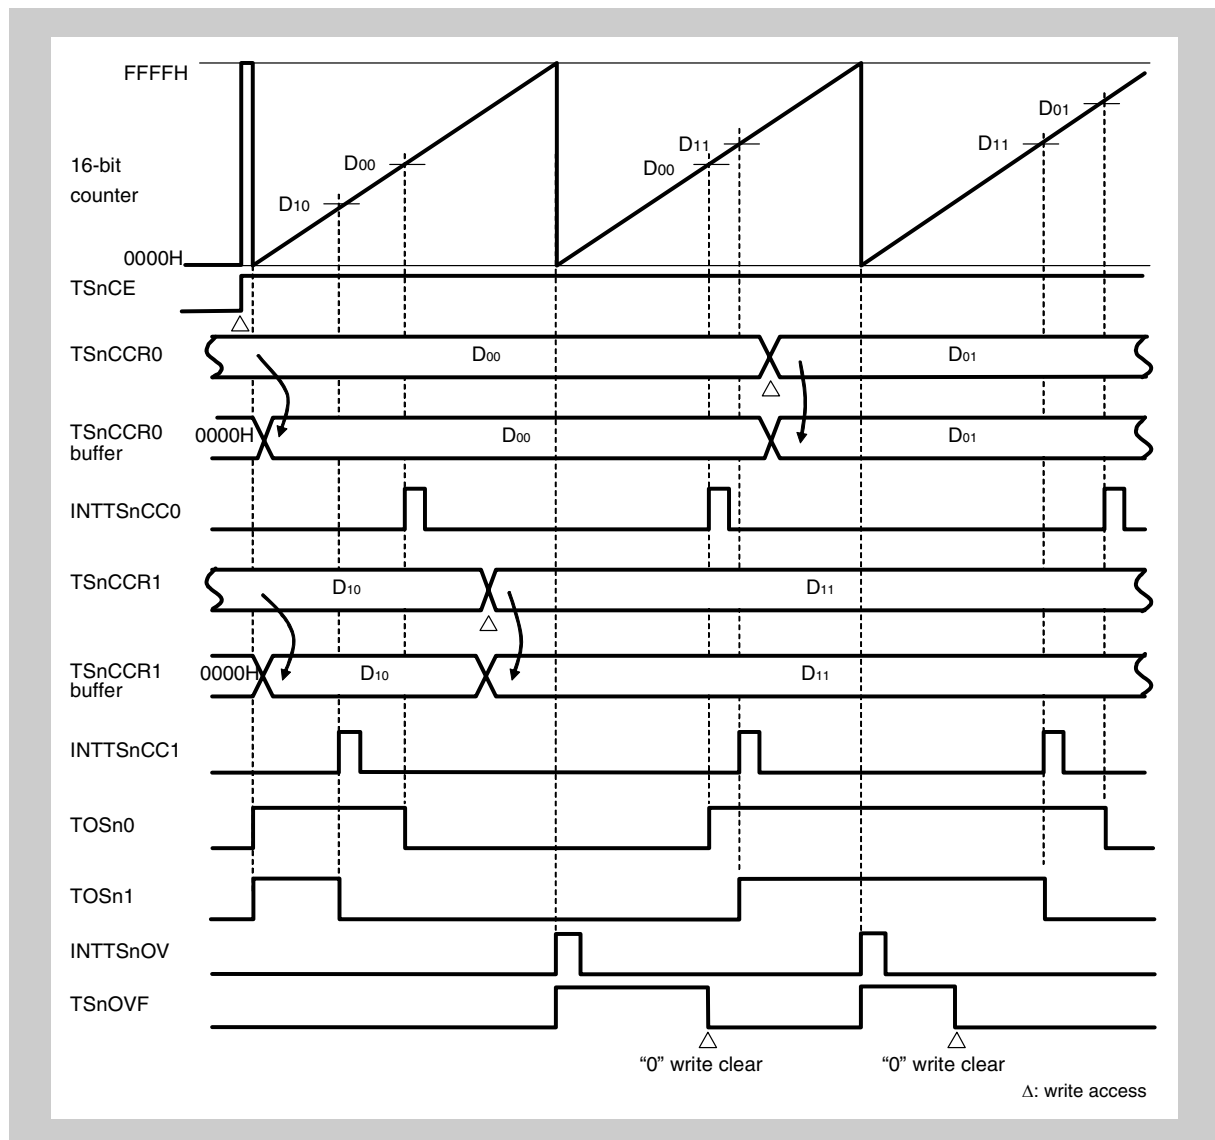 FFFFH
D01
D11
D11
D00
D00
16-bit
counter
D10
0000H
TSnCE
TSnCCR0
D00
D01
TSnCCR0
buffer
0000H
D00
D01
INTTSnCC0
TSnCCR1
D10
D11
TSnCCR1
buffer
0000H
D10
D11
INTTSnCC1
TOSn0
TOSn1
INTTSnOV
TSnOVF
“0” write clear
“0” write clear
Δ: write access